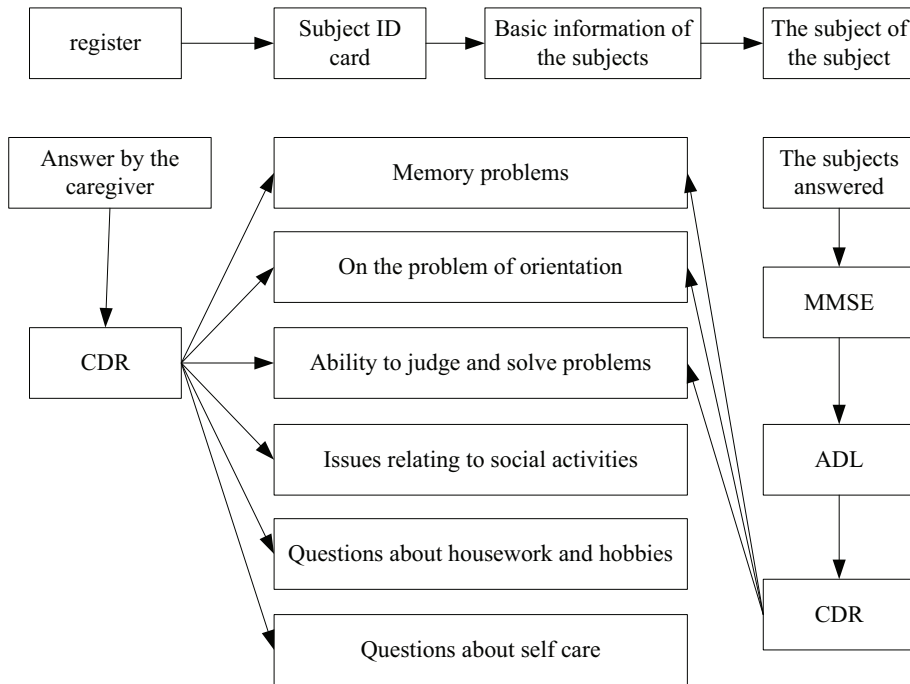 register
Subject ID
card
Basic information of
the subjects
The subject of
the subject
Answer by the
caregiver
Memory problems
The subjects
answered
On the problem of orientation
MMSE
CDR
Ability to judge and solve problems
Issues relating to social activities
ADL
Questions about housework and hobbies
CDR
Questions about self care